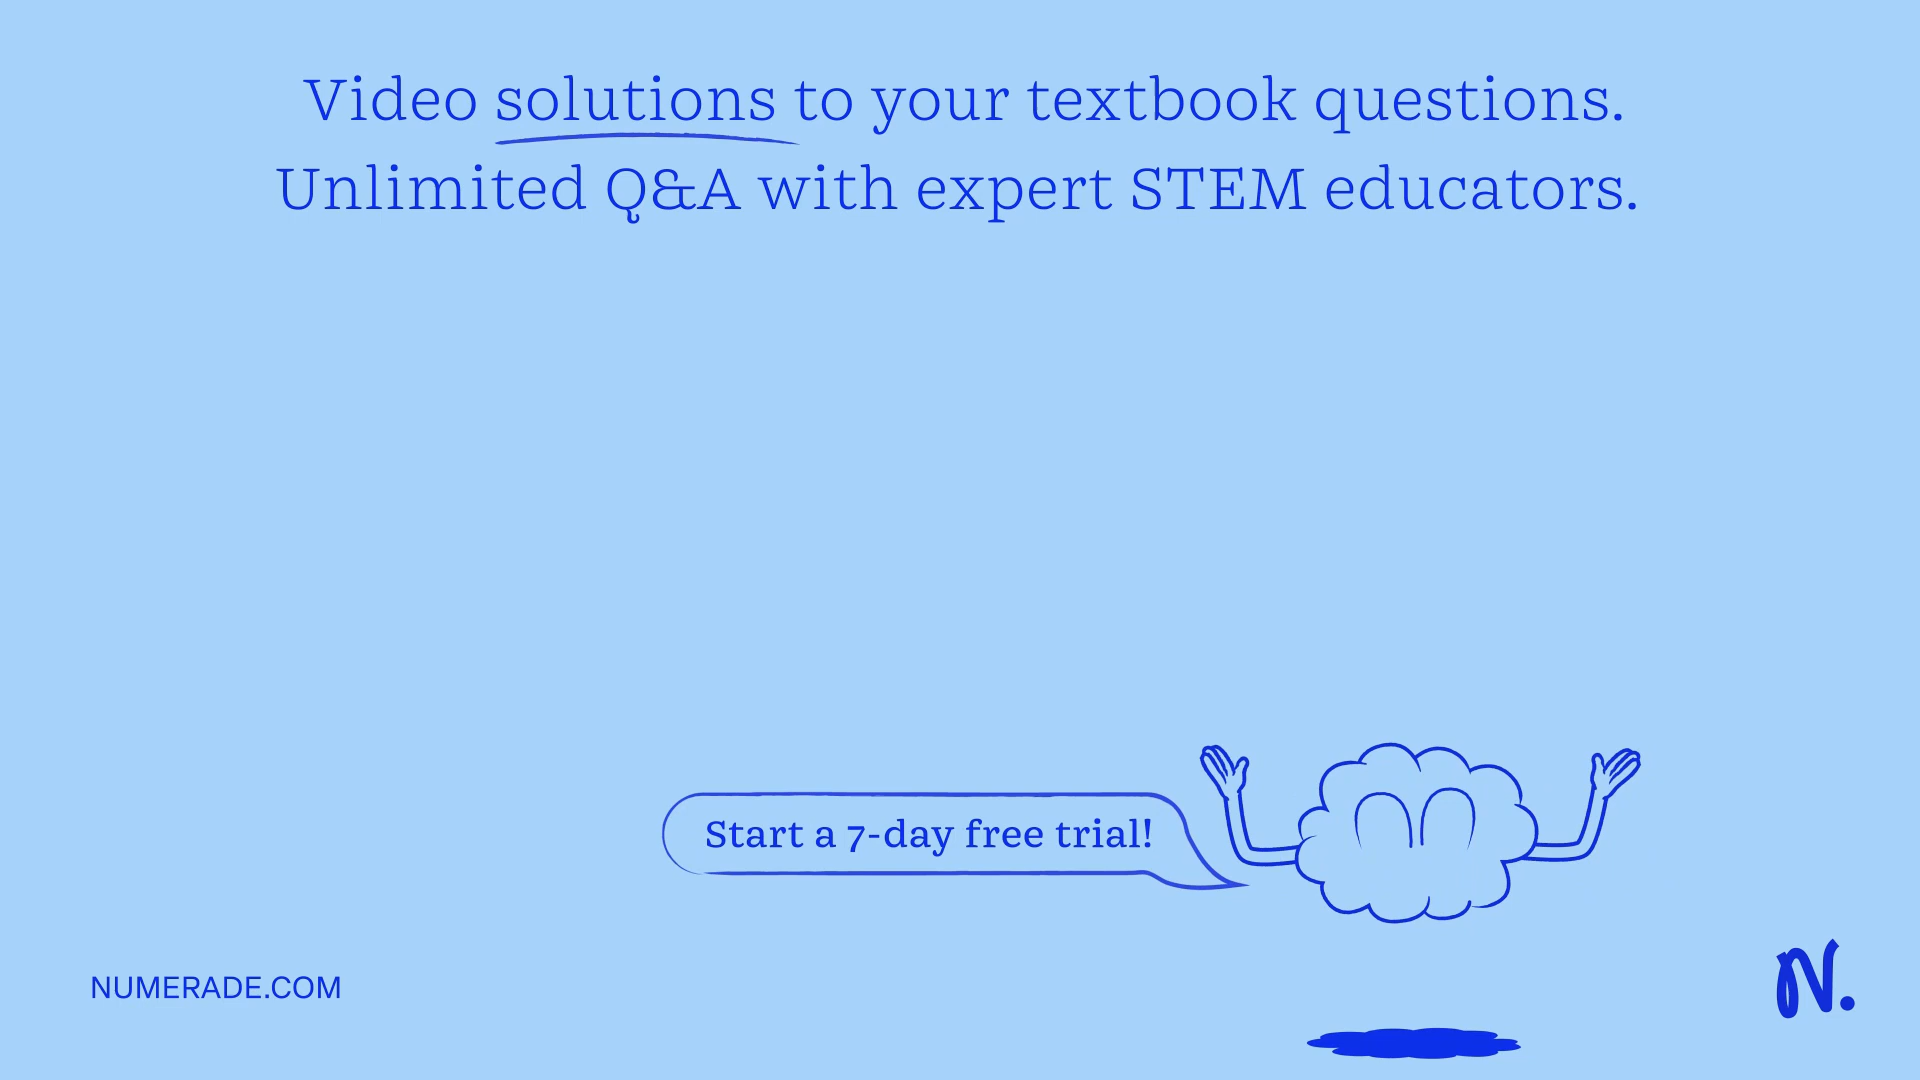 Video solutions to your textbook questions.
Unlimited Q&A with expert STEM educators.
Start a 7-day free trial!
NUMERADE.COM
N.